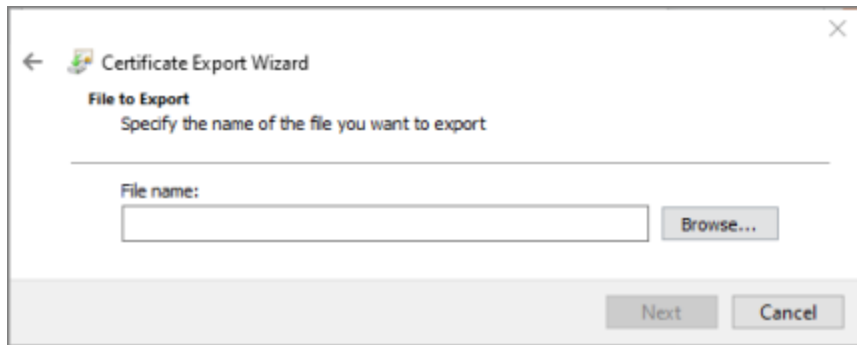 Certificate Export Wizard
File to Export
Specify the name of the file you want to export
File name:
Browse...
Next
Cancel